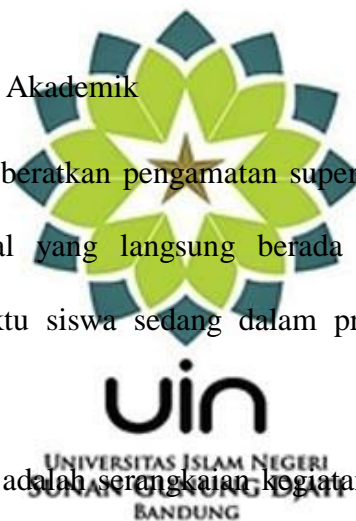 Akademik
beratkan pengamatan super
al yang langsung berada
ktu siswa sedang dalam pr
uin
UNIVERSITAS ISLAM NEGERI
adalah serangkaian kegiatan
SUNAN GUNUNG DJATI
BANDUNG